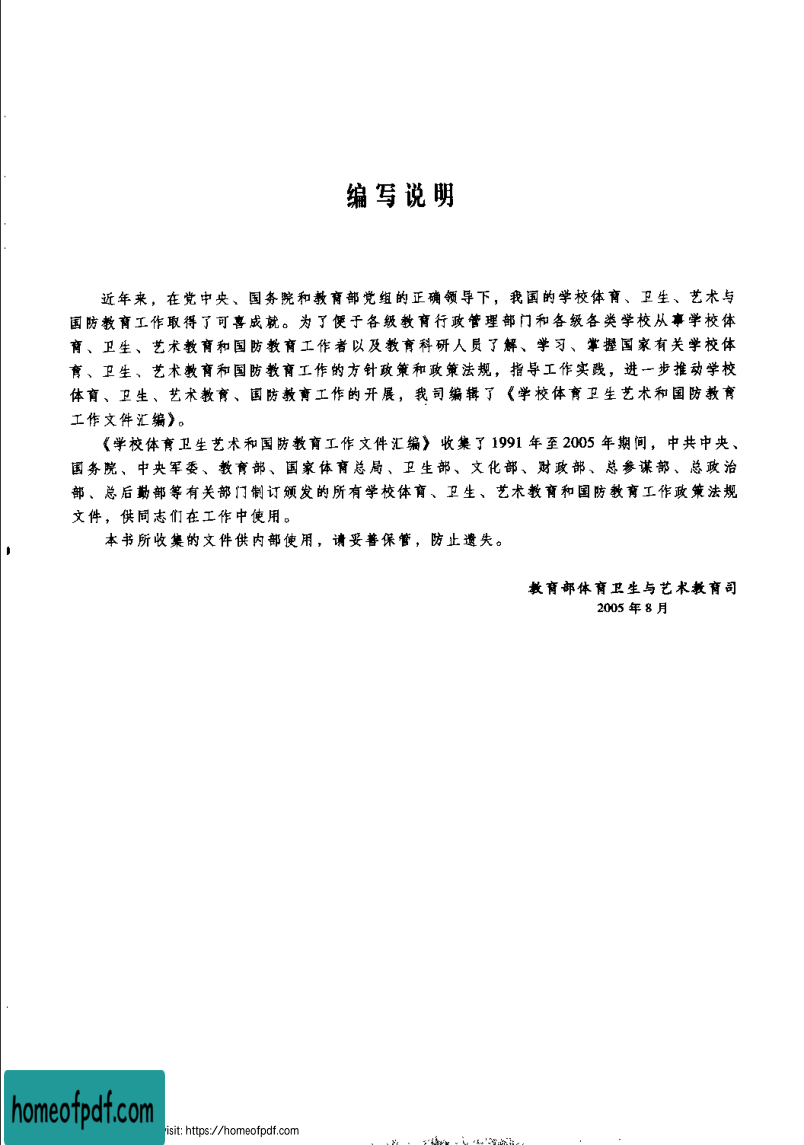 编写说明
近年来，在党中央、国务院和教育部党组的正确领导下，我国的学校体育、卫生、艺术与
国防教育工作取得了可喜成就。为了便于各级教育行政管理部门和各级各类学校从事学校体
育、卫生、艺术教育和国防教育工作者以及教育科研人员了解、学习、掌握国家有关学校体
育、卫生、艺术教育和国防教育工作的方针政策和政策法规，指导工作实践，进一步推动学校
体育、卫生、艺术教育、国防教育工作的开展，我司编辑了《学校体育卫生艺术和国防教育
工作文件汇编》。
《学校体育卫生艺术和国防教育工作文件汇编》收集了1991年至2005年期间，中共中央、
国务院、中央军委、教育部、国家体育总局、卫生部、文化部、财政部、总参谋部、总政治
部、总后勤部等有关部门制订颁发的所有学校体育、卫生、艺术教育和国防教育工作政策法规
文件，供同志们在工作中使用。
本书所收集的文件供内部使用，请妥善保管，防止遗失。
教育部体育卫生与艺术教育司
2005年8月
homeofpdf.com
visit: https://homeofpdf.com